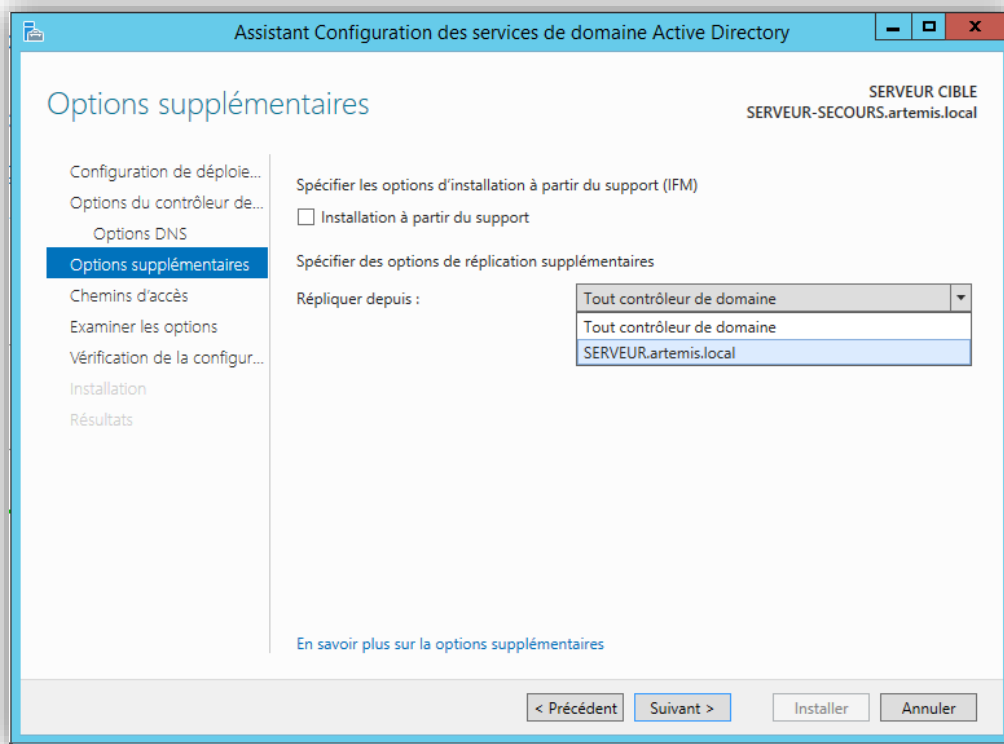 Assistant Configuration des services de domaine Active Directory
Options supplémentaires
SERVEUR CIBLE
SERVEUR-SECOURS.artemis.local
Configuration de déploie...
Options du contrôleur de...
Options DNS
Options supplémentaires
Chemins d'accès
Examiner les options
Vérification de la configur...
Installation
Résultats
Spécifier les options d'installation à partir du support (IFM)
Installation à partir du support
Spécifier des options de réplication supplémentaires
Répliquer depuis :
Tout contrôleur de domaine
Tout contrôleur de domaine
SERVEUR.artemis.local
En savoir plus sur la options supplémentaires
< Précédent
Suivant >
Installer
Annuler